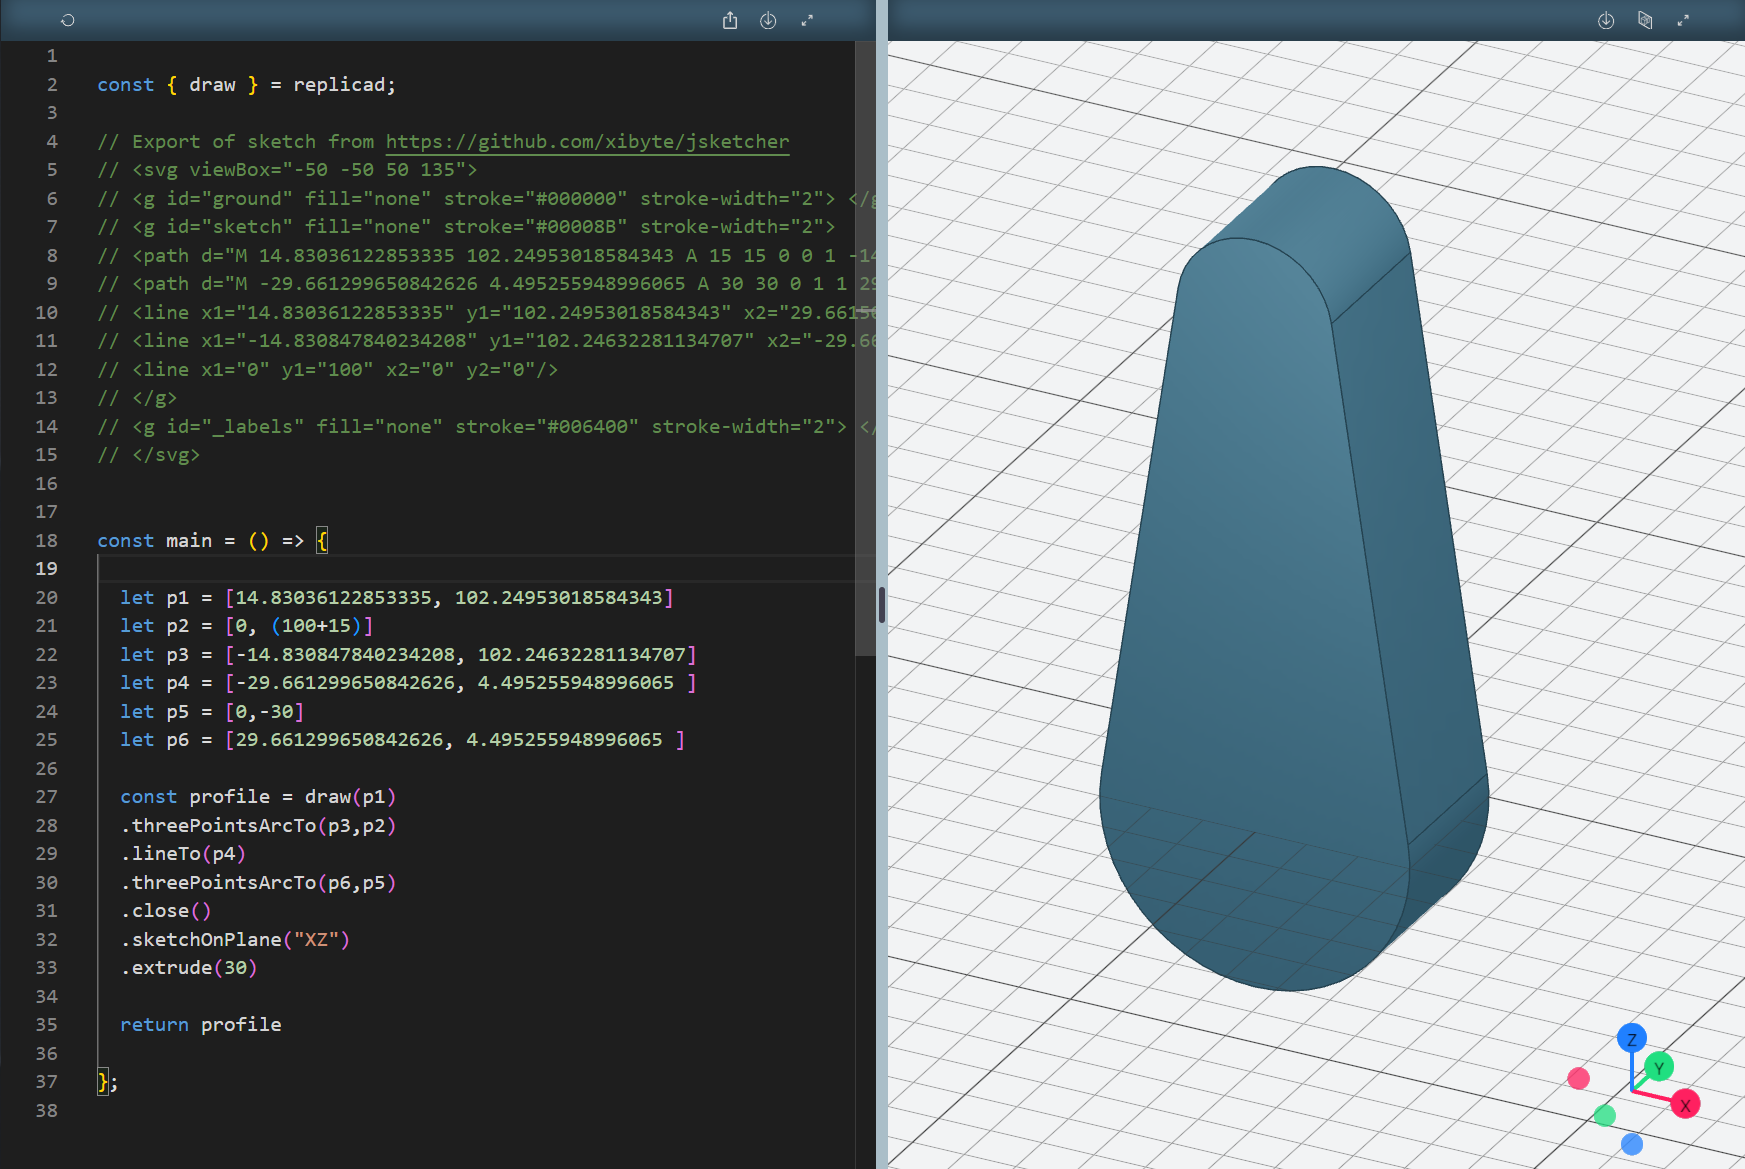 1
2 const { draw } = replicad;
3
4 // Export of sketch from https://github.com/xibyte/jsketcher
5 // <svg viewBox="-50 -50 50 135">
6 // <g id="ground" fill="none" stroke="#000000" stroke-width="2"> </g
7 // <g id="sketch" fill="none" stroke="#00008B" stroke-width="2">
8 // <path d="M 14.83036122853335 102.24953018584343 A 15 15 0 0 1 -14
9 // <path d="M -29.661299650842626 4.495255948996065 A 30 30 0 1 1 29
10 // <line x1="14.83036122853335" y1="102.24953018584343" x2="29.66150
11 // <line x1="-14.830847840234208" y1="102.24632281134707" x2="-29.66
12 // <line x1="0" y1="100" x2="0" y2="0"/>
13 // </g>
14 // <g id="_labels" fill="none" stroke="#006400" stroke-width="2"> </
15 // </svg>
16
17
18 const main = () => {
19
20 let p1 = [14.83036122853335, 102.24953018584343]
21 let p2 = [0, (100+15)]
22 let p3 = [-14.830847840234208, 102.24632281134707]
23 let p4 = [-29.661299650842626, 4.495255948996065 ]
24 let p5 = [0,-30]
25 let p6 = [29.661299650842626, 4.495255948996065 ]
26
27 const profile = draw(p1)
28 .threePointsArcTo(p3,p2)
29 .lineTo(p4)
30 .threePointsArcTo(p6,p5)
31 .close()
32 .sketchOnPlane("XZ")
33 .extrude(30)
34
35 return profile
36
37 };
38
Z
Y
X